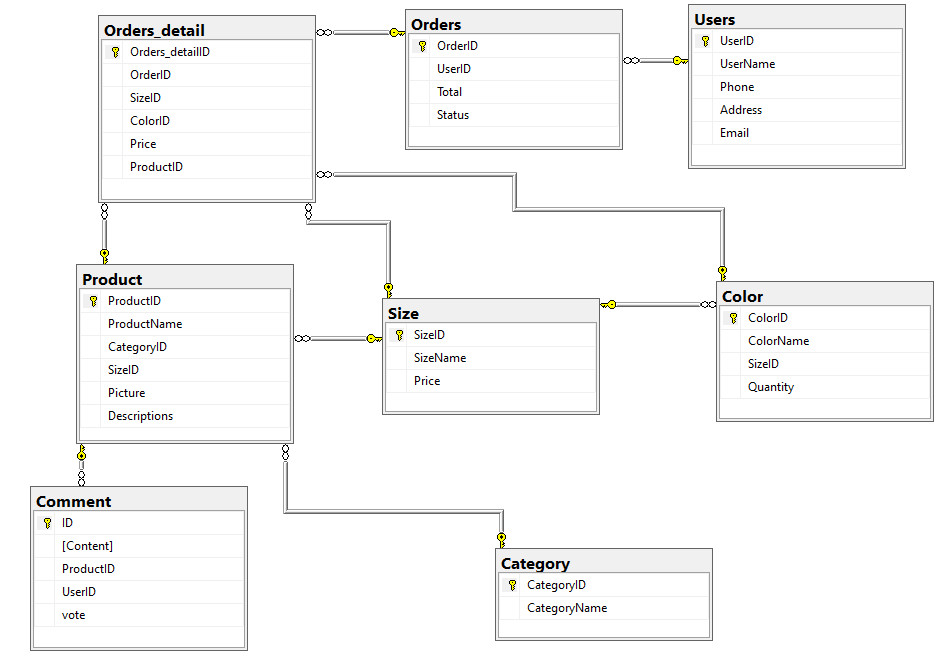 Orders_detail
Orders_detailID
OrderID
SizeID
ColorID
Price
ProductID
Orders
OrderID
UserID
Total
Status
Users
UserID
UserName
Phone
Address
Email
Product
ProductID
ProductName
CategoryID
SizeID
Picture
Descriptions
Size
SizeID
SizeName
Price
Color
ColorID
ColorName
SizeID
Quantity
Comment
ID
[Content]
ProductID
UserID
vote
Category
CategoryID
CategoryName